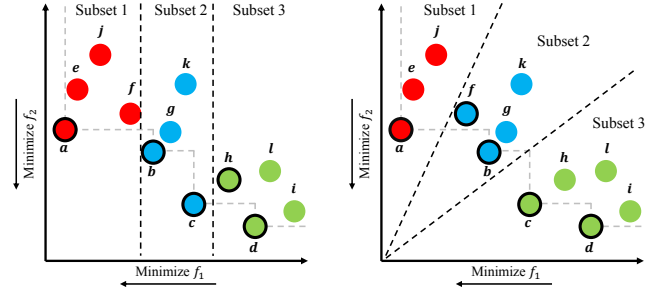 Subset 1 Subset 2 Subset 3
j
e
k
f
g
a
b
h
l
i
c
d
Minimize f₂
Minimize f₁
Subset 1
Subset 2
Subset 3
j
e
k
f
g
a
b
h
l
i
c
d
Minimize f₂
Minimize f₁